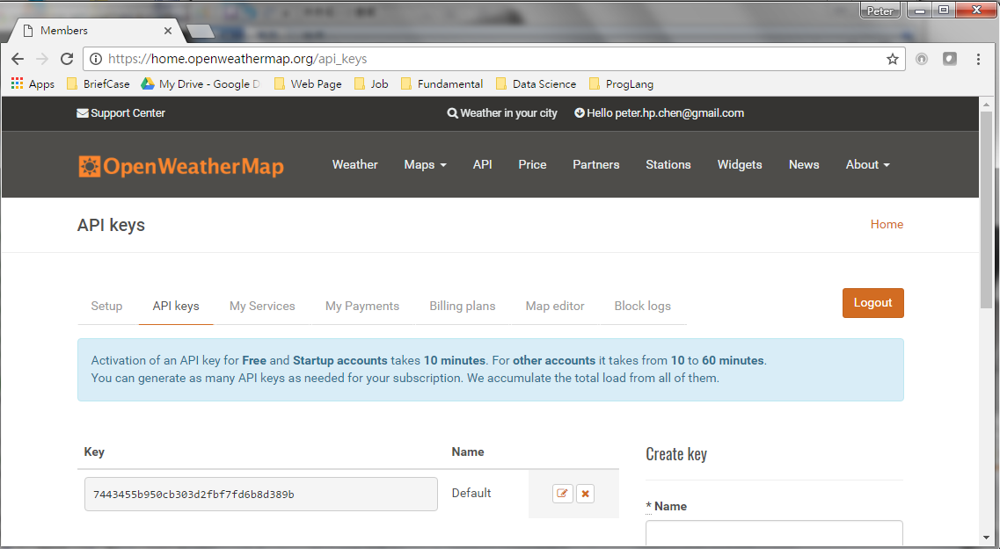 Peter
Members
https://home.openweathermap.org/api_keys
Apps BriefCase My Drive - Google D Web Page Job Fundamental Data Science ProgLang
Support Center Weather in your city Hello peter.hp.chen@gmail.com
OpenWeatherMap Weather Maps API Price Partners Stations Widgets News About
API keys Home
Setup API keys My Services My Payments Billing plans Map editor Block logs Logout
Activation of an API key for Free and Startup accounts takes 10 minutes. For other accounts it takes from 10 to 60 minutes.
You can generate as many API keys as needed for your subscription. We accumulate the total load from all of them.
Key Name Create key
7443455b950cb303d2fbf7fd6b8d389b Default
* Name